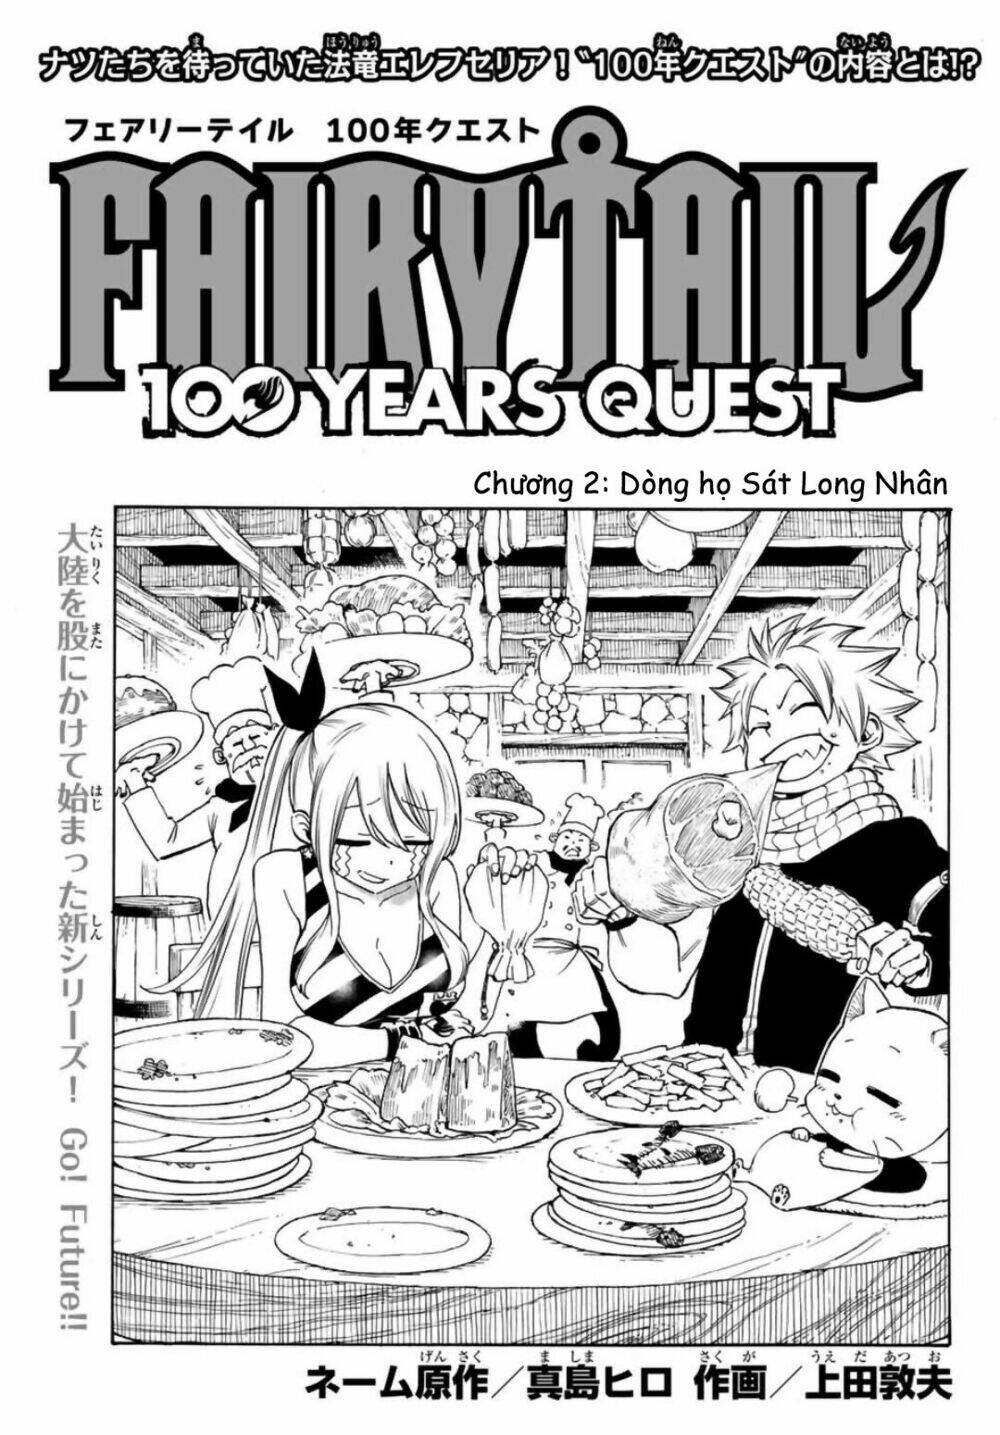 ナツたちを待っていた法竜エレフセリア！〝100年クエスト〟の内容とは!?
フェアリーテイル　100年クエスト
FAIRY TAIL
100 YEARS QUEST
Chương 2: Dòng họ Sát Long Nhân
大陸を股にかけて始まった新シリーズ！　Go!　Future!!
ネーム原作／真島ヒロ 作画／上田敦夫